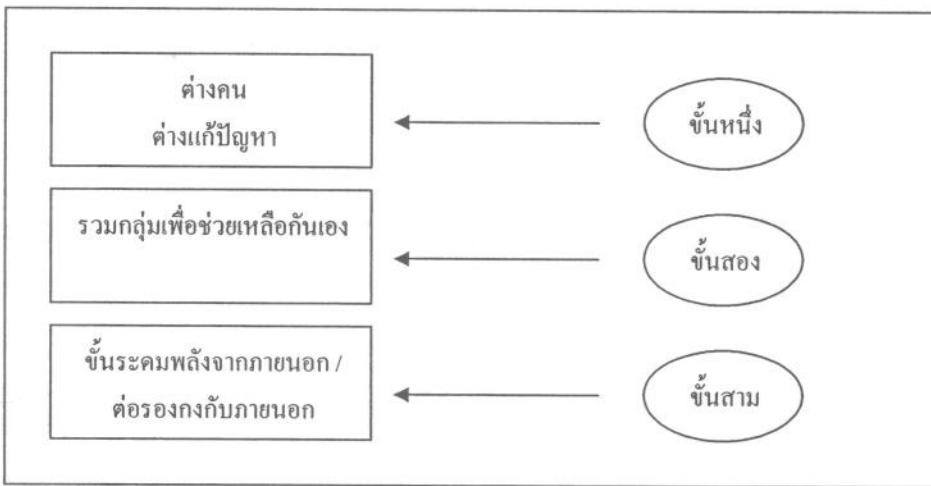 ต่างคน
ต่างแก้ปัญหา
ขั้นหนึ่ง
รวมกลุ่มเพื่อช่วยเหลือกันเอง
ขั้นสอง
ขั้นระดมพลังจากภายนอก /
ต่อรองกงกับภายนอก
ขั้นสาม